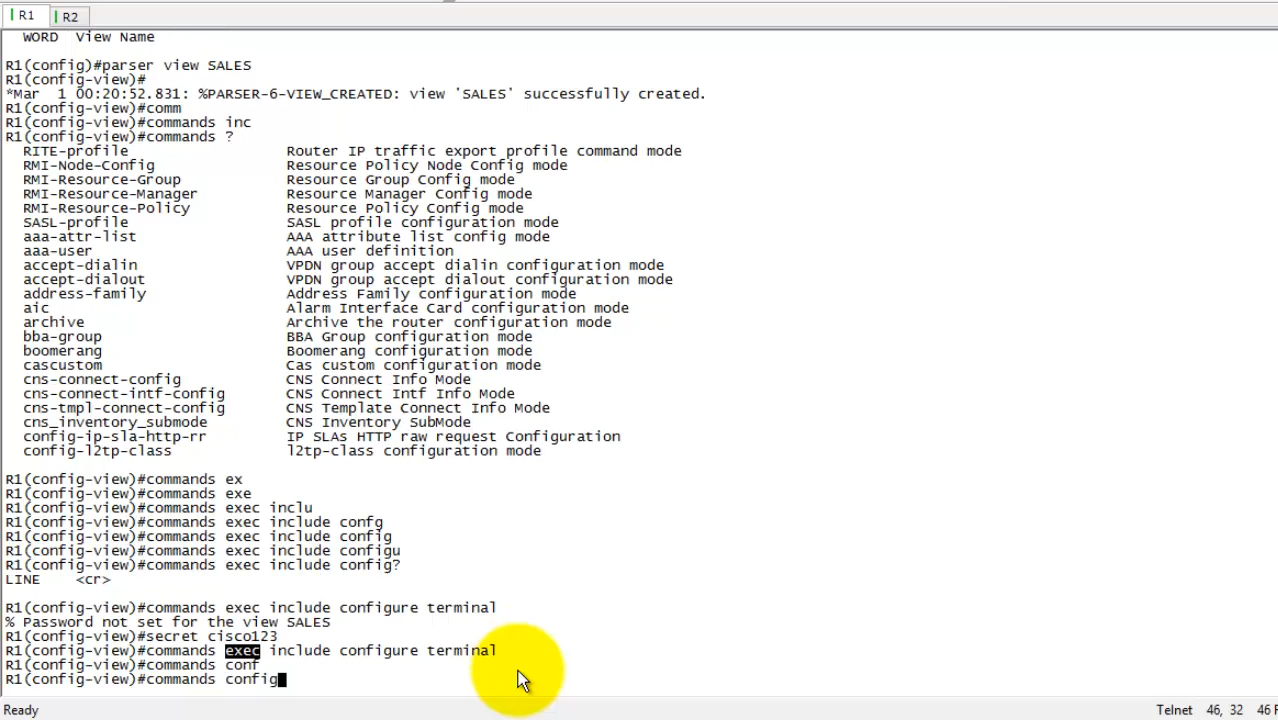 R1
R2
WORD  View Name
R1(config)#parser view SALES
R1(config-view)#
*Mar  1 00:20:52.831: %PARSER-6-VIEW_CREATED: view 'SALES' successfully created.
R1(config-view)#comm
R1(config-view)#commands inc
R1(config-view)#commands ?
RITE-profile  Router IP traffic export profile command mode
RMI-Node-Config  Resource Policy Node Config mode
RMI-Resource-Group  Resource Group Config mode
RMI-Resource-Manager  Resource Manager Config mode
RMI-Resource-Policy  Resource Policy Config mode
SASL-profile  SASL profile configuration mode
aaa-attr-list  AAA attribute list config mode
aaa-user  AAA user definition
accept-dialin  VPDN group accept dialin configuration mode
accept-dialout  VPDN group accept dialout configuration mode
address-family  Address Family configuration mode
aic  Alarm Interface Card configuration mode
archive  Archive the router configuration mode
bba-group  BBA Group configuration mode
boomerang  Boomerang configuration mode
cascustom  Cas custom configuration mode
cns-connect-config  CNS Connect Info Mode
cns-connect-intf-config  CNS Connect Intf Info Mode
cns-tmpl-connect-config  CNS Template Connect Info Mode
cns_inventory_submode  CNS Inventory SubMode
config-ip-sla-http-rr  IP SLAs HTTP raw request Configuration
config-l2tp-class  l2tp-class configuration mode
R1(config-view)#commands ex
R1(config-view)#commands exe
R1(config-view)#commands exec inclu
R1(config-view)#commands exec include confg
R1(config-view)#commands exec include config
R1(config-view)#commands exec include configu
R1(config-view)#commands exec include config?
LINE    <cr>
R1(config-view)#commands exec include configure terminal
% Password not set for the view SALES
R1(config-view)#secret cisco123
R1(config-view)#commands exec include configure terminal
R1(config-view)#commands conf
R1(config-view)#commands config
Ready
Telnet  46, 32  46 F